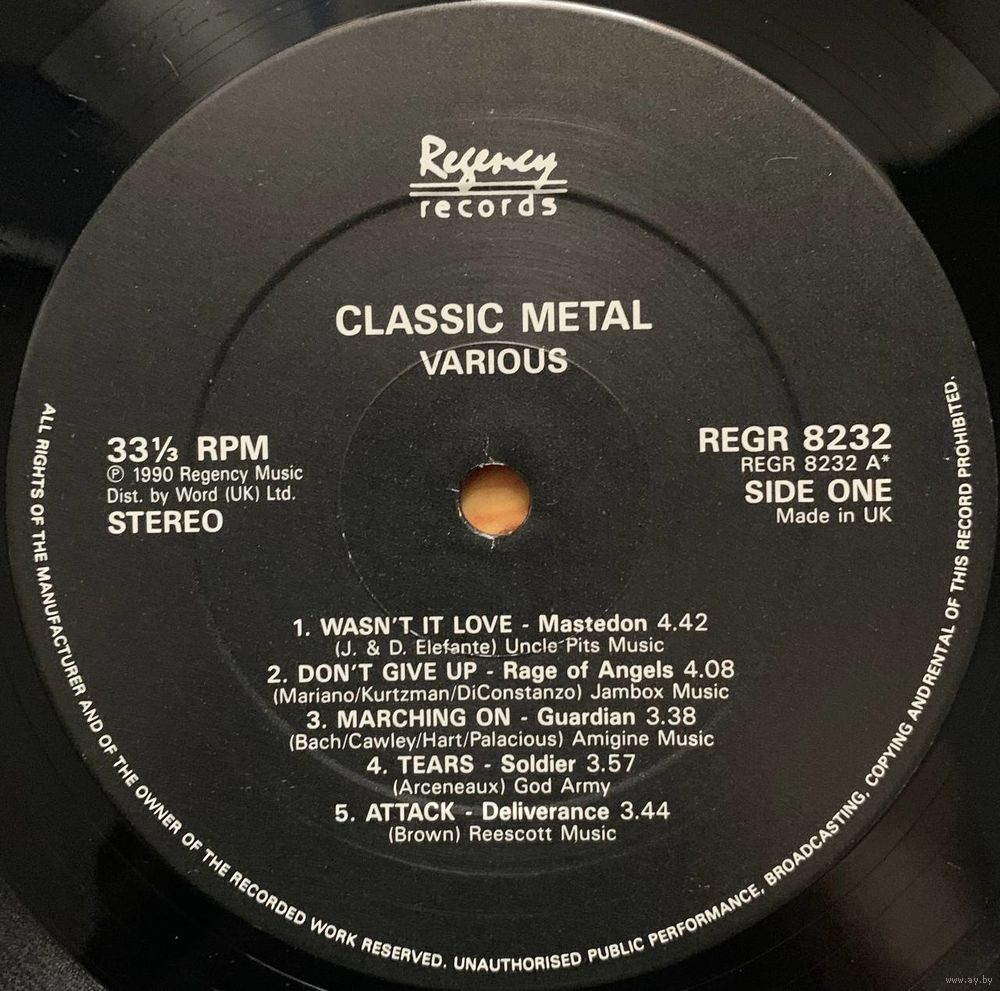 Regency
records
CLASSIC METAL
VARIOUS
33⅓ RPM
℗ 1990 Regency Music
Dist. by Word (UK) Ltd.
STEREO
REGR 8232
REGR 8232 A*
SIDE ONE
Made in UK
1. WASN'T IT LOVE - Mastedon 4.42
(J. & D. Elefante) Uncle Pits Music
2. DON'T GIVE UP - Rage of Angels 4.08
(Mariano/Kurtzman/DiConstanzo) Jambox Music
3. MARCHING ON - Guardian 3.38
(Bach/Cawley/Hart/Palacious) Amigine Music
4. TEARS - Soldier 3.57
(Arceneaux) God Army
5. ATTACK - Deliverance 3.44
(Brown) Reescott Music
ALL RIGHTS OF THE MANUFACTURER AND OF THE OWNER OF THE RECORDED WORK RESERVED. UNAUTHORISED PUBLIC PERFORMANCE, BROADCASTING, COPYING ANDRENTAL OF THIS RECORD PROHIBITED.
www.ay.by